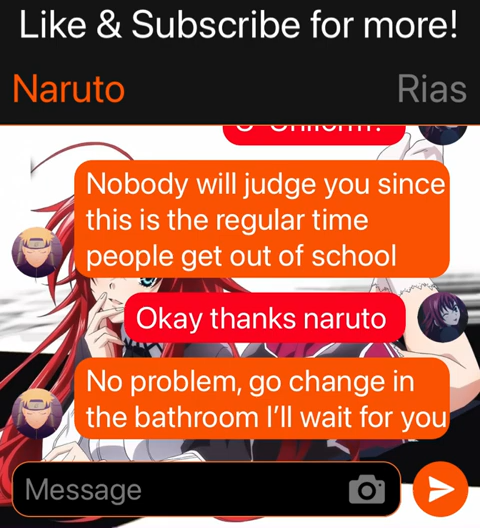 Like & Subscribe for more!
Naruto
Rias
Nobody will judge you since
this is the regular time
people get out of school
Okay thanks naruto
No problem, go change in
the bathroom I'll wait for you
Message